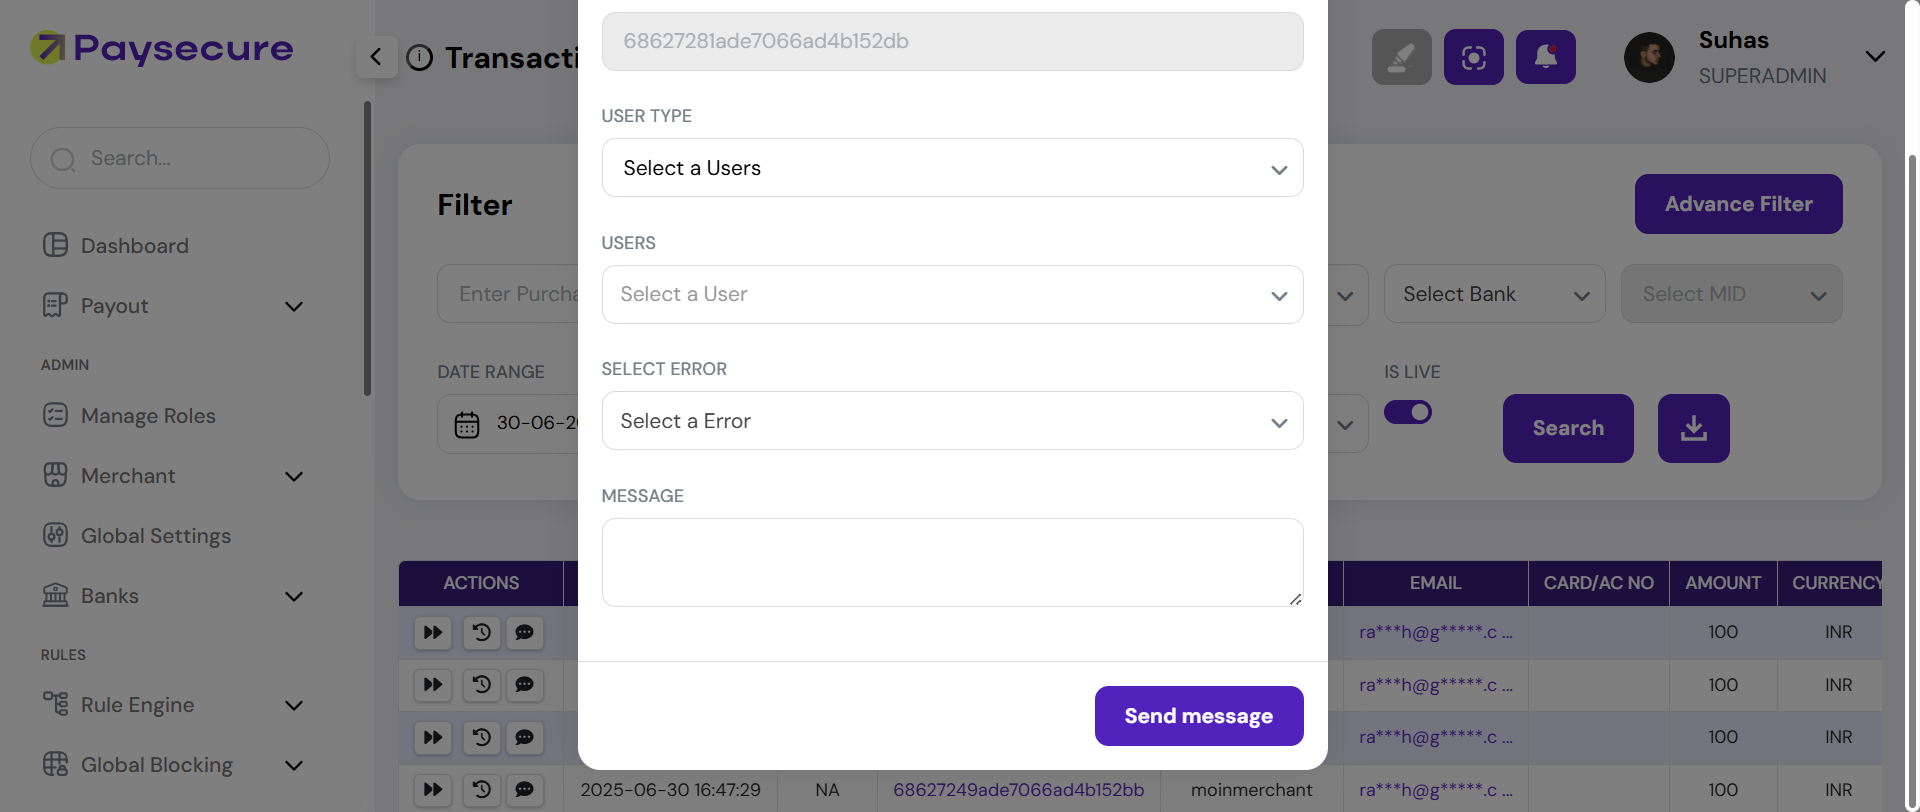 Paysecure
Search...
Dashboard
Payout
ADMIN
Manage Roles
Merchant
Global Settings
Banks
RULES
Rule Engine
Global Blocking
Transacti
Suhas
SUPERADMIN
Filter
Advance Filter
Enter Purcha
Select Bank
Select MID
DATE RANGE
IS LIVE
30-06-20
Search
68627281ade7066ad4b152db
USER TYPE
Select a Users
USERS
Select a User
SELECT ERROR
Select a Error
MESSAGE
Send message
ACTIONS EMAIL CARD/AC NO AMOUNT CURRENCY
ra***h@g*****.c ... 100 INR
ra***h@g*****.c ... 100 INR
ra***h@g*****.c ... 100 INR
2025-06-30 16:47:29 NA 68627249ade7066ad4b152bb moinmerchant ra***h@g*****.c ... 100 INR